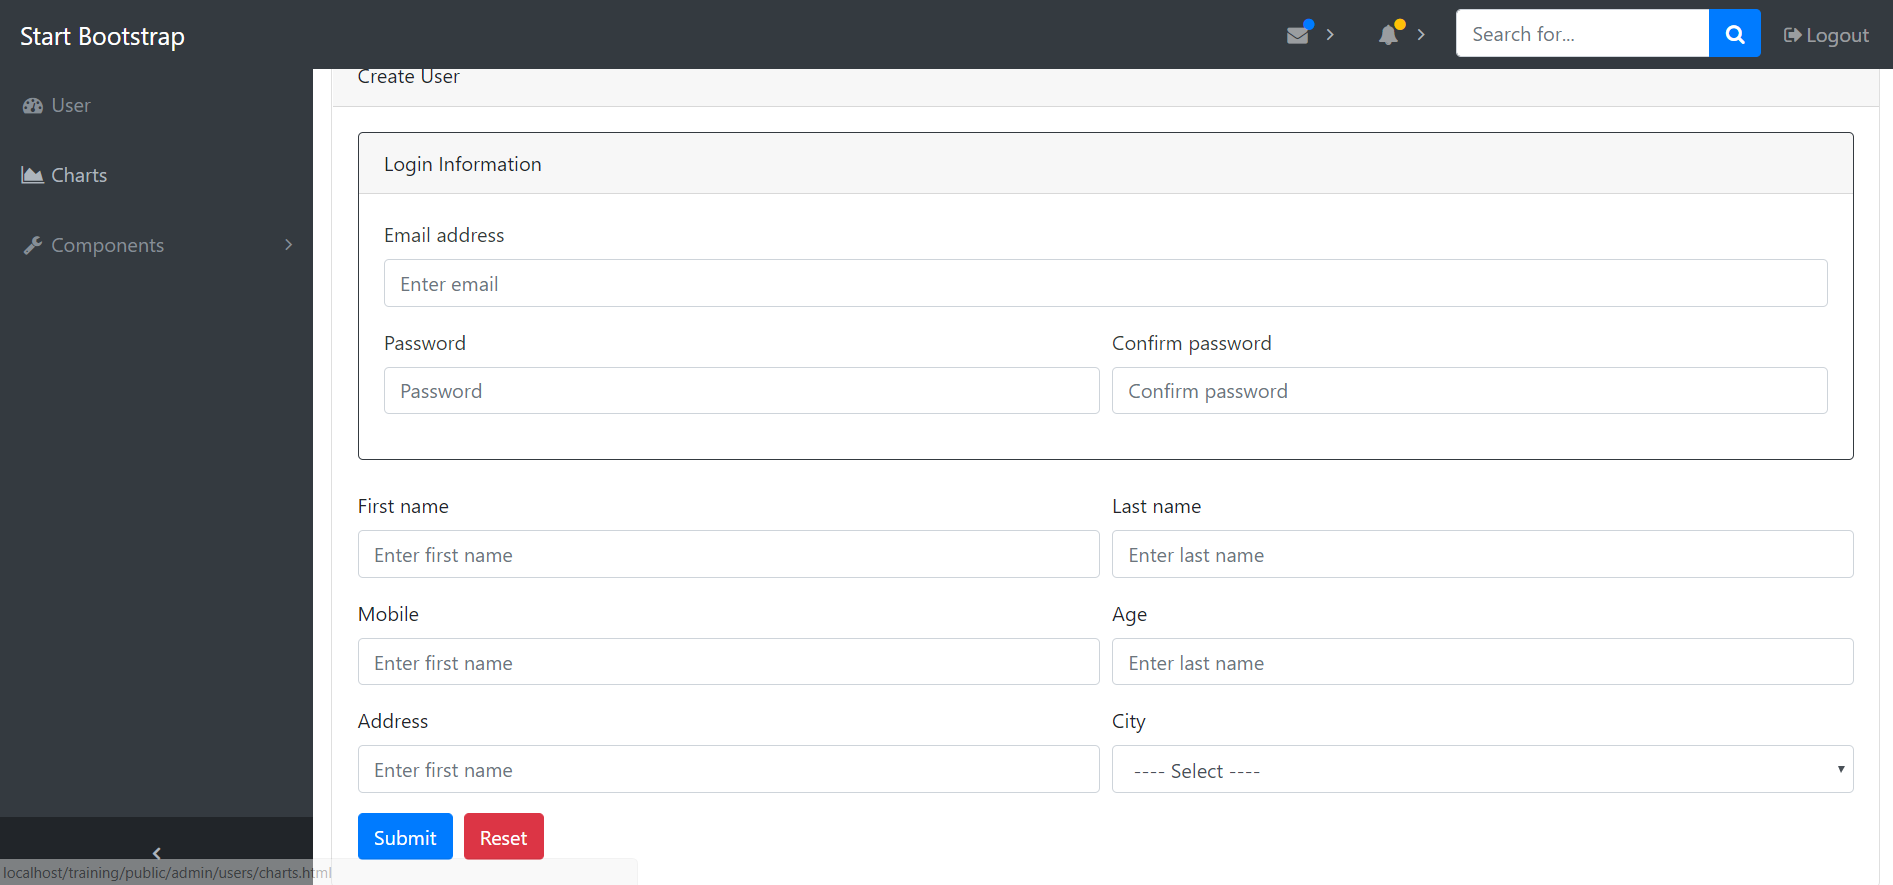 Start Bootstrap
Search for...
Logout
User
Charts
Components
Create User
Login Information
Email address
Enter email
Password
Confirm password
Password
Confirm password
First name
Last name
Enter first name
Enter last name
Mobile
Age
Enter first name
Enter last name
Address
City
Enter first name
---- Select ----
Submit
Reset
localhost/training/public/admin/users/charts.html